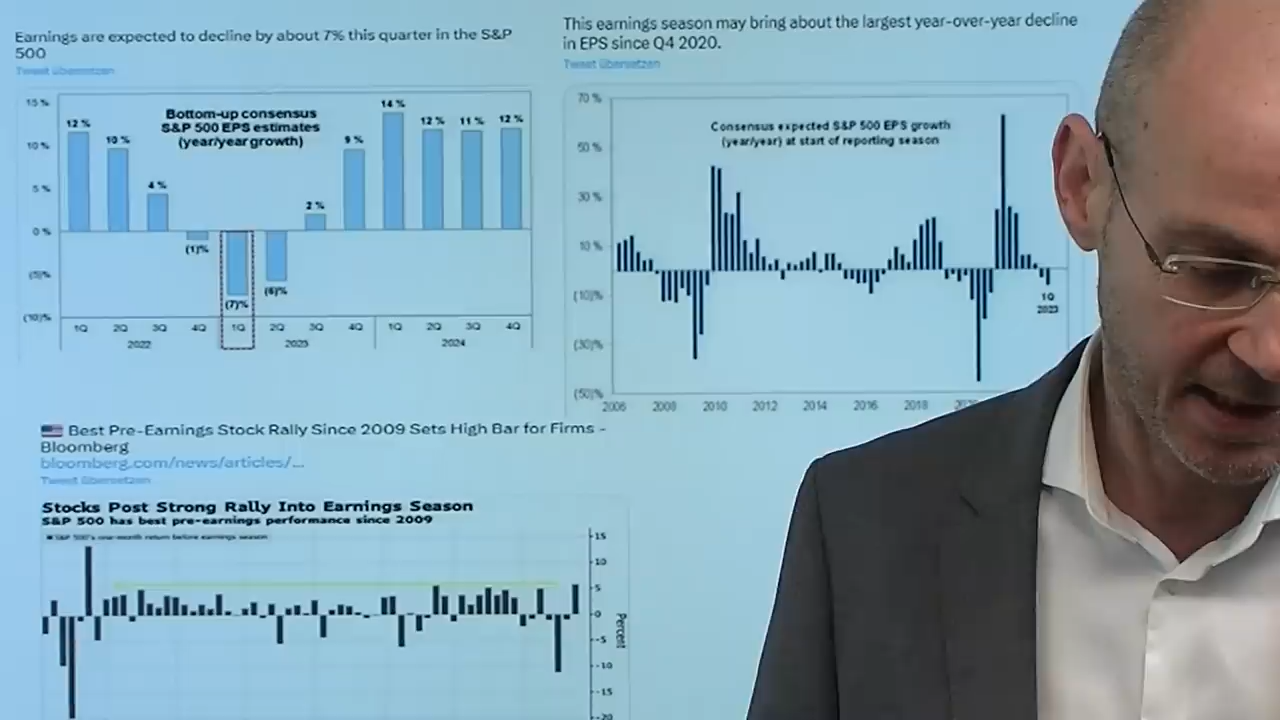 Earnings are expected to decline by about 7% this quarter in the S&P
500
Tweet übersetzen
Bottom-up consensus
S&P 500 EPS estimates
(year/year growth)
15 %
10 %
5 %
0 %
(5)%
(10)%
12 %
10 %
4 %
(1)%
(7)%
(6)%
2 %
9 %
14 %
12 %
11 %
12 %
1Q 2Q 3Q 4Q 1Q 2Q 3Q 4Q 1Q 2Q 3Q 4Q
2022 2023 2024
This earnings season may bring about the largest year-over-year decline
in EPS since Q4 2020.
Tweet übersetzen
Consensus expected S&P 500 EPS growth
(year/year) at start of reporting season
70 %
50 %
30 %
10 %
(10)%
(30)%
(50)%
1Q
2023
2006 2008 2010 2012 2014 2016 2018
Best Pre-Earnings Stock Rally Since 2009 Sets High Bar for Firms -
Bloomberg
bloomberg.com/news/articles/...
Tweet übersetzen
Stocks Post Strong Rally Into Earnings Season
S&P 500 has best pre-earnings performance since 2009
S&P 500's one-month return before earnings season
15
10
5
0
-5
-10
-15
-20
Percent